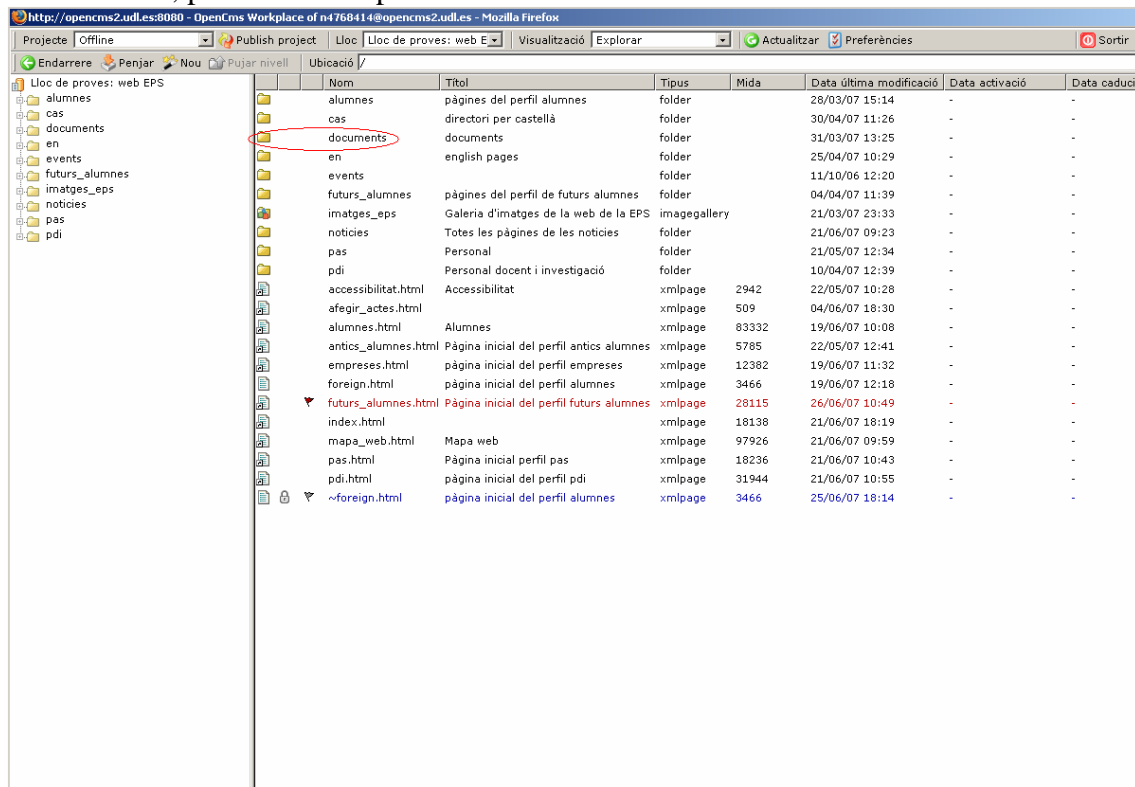 http://opencms2.udl.es:8080 - OpenCms Workplace of n4768414@opencms2.udl.es - Mozilla Firefox
Projecte Offline Publish project Lloc Lloc de proves: web E Visualització Explorar Actualitzar Preferències Sortir
Endarrere Penjar Nou Pujar nivell Ubicació /
Lloc de proves: web EPS
alumnes
cas
documents
en
events
futurs_alumnes
imatges_eps
noticies
pas
pdi
Nom Títol Tipus Mida Data última modificació Data activació Data caduci
alumnes pàgines del perfil alumnes folder 28/03/07 15:14 - -
cas directori per castellà folder 30/04/07 11:26 - -
documents documents folder 31/03/07 13:25 - -
en english pages folder 25/04/07 10:29 - -
events folder 11/10/06 12:20 - -
futurs_alumnes pàgines del perfil de futurs alumnes folder 04/04/07 11:39 - -
imatges_eps Galeria d'imatges de la web de la EPS imagegallery 21/03/07 23:33 - -
noticies Totes les pàgines de les noticies folder 21/06/07 09:23 - -
pas Personal folder 21/05/07 12:34 - -
pdi Personal docent i investigació folder 10/04/07 12:39 - -
accessibilitat.html Accessibilitat xmlpage 2942 22/05/07 10:28 - -
afegir_actes.html xmlpage 509 04/06/07 18:30 - -
alumnes.html Alumnes xmlpage 83332 19/06/07 10:08 - -
antics_alumnes.html Pàgina inicial del perfil antics alumnes xmlpage 5785 22/05/07 12:41 - -
empreses.html pàgina inicial del perfil empreses xmlpage 12382 19/06/07 11:32 - -
foreign.html pàgina inicial del perfil alumnes xmlpage 3466 19/06/07 12:18 - -
futurs_alumnes.html Pàgina inicial del perfil futurs alumnes xmlpage 28115 26/06/07 10:49 - -
index.html xmlpage 18138 21/06/07 18:19 - -
mapa_web.html Mapa web xmlpage 97926 21/06/07 09:59 - -
pas.html Pàgina inicial perfil pas xmlpage 18236 21/06/07 10:43 - -
pdi.html pàgina inicial del perfil pdi xmlpage 31944 21/06/07 10:55 - -
~foreign.html pàgina inicial del perfil alumnes xmlpage 3466 25/06/07 18:14 - -